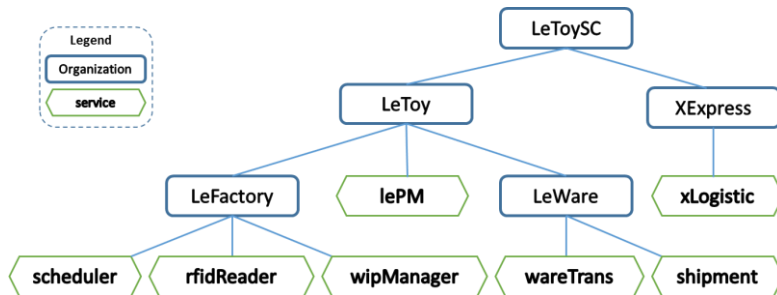 LeToySC
Legend
Organization
service
LeToy
XExpress
LeFactory
lePM
LeWare
xLogistic
scheduler
rfidReader
wipManager
wareTrans
shipment